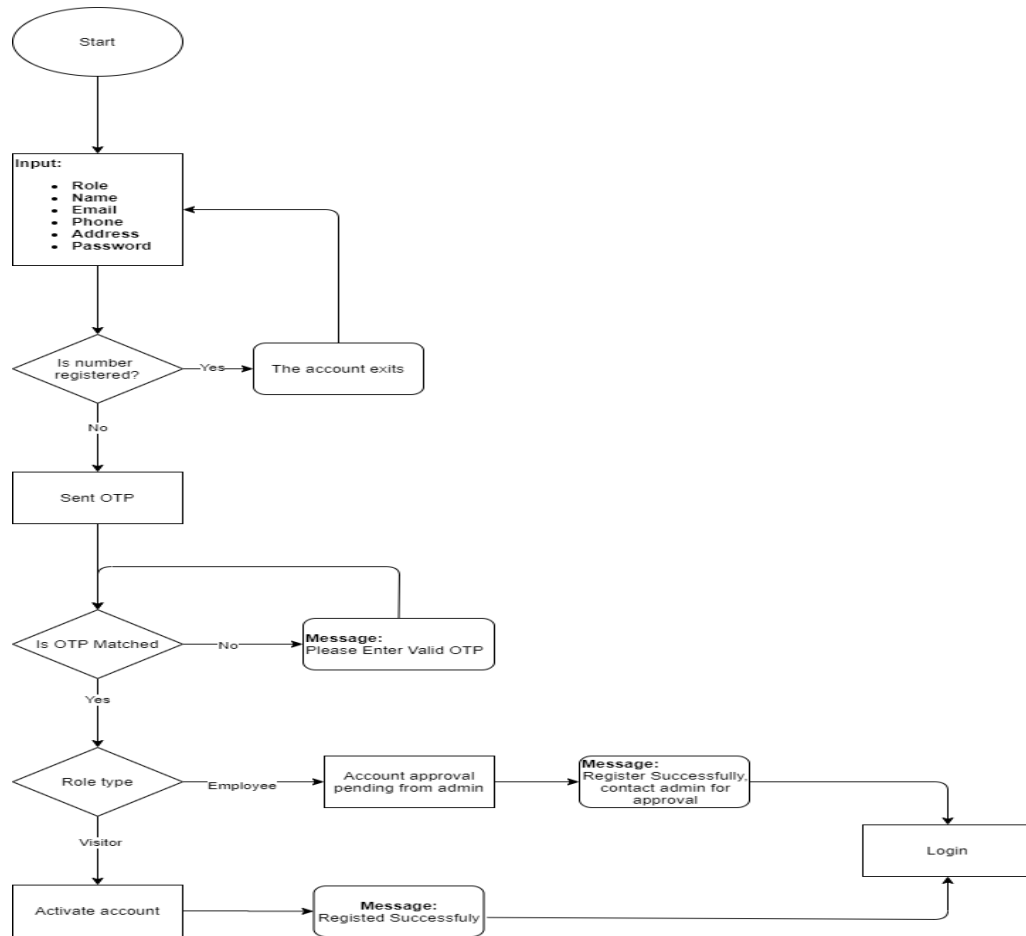 Start
Input:
• Role
• Name
• Email
• Phone
• Address
• Password
Is number
registered?
Yes
The account exits
No
Sent OTP
Is OTP Matched
No
Message:
Please Enter Valid OTP
Yes
Role type
Employee
Account approval
pending from admin
Message:
Register Successfully,
contact admin for
approval
Visitor
Login
Activate account
Message:
Registed Successfuly